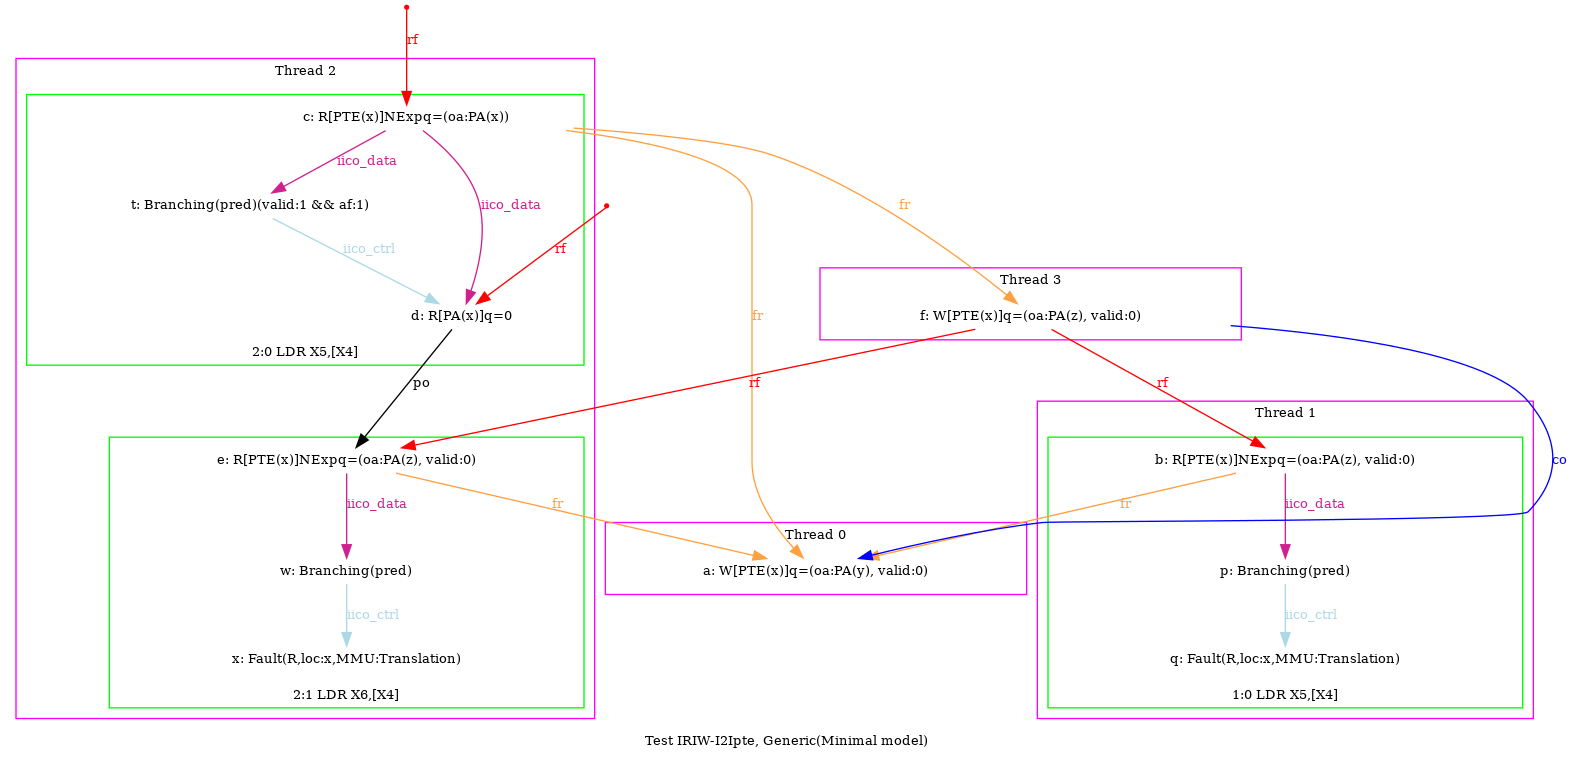 rf
Thread 2
c: R[PTE(x)]NExpq=(oa:PA(x))
iico_data
t: Branching(pred)(valid:1 && af:1)
iico_data
fr
iico_ctrl
rf
Thread 3
d: R[PA(x)]q=0
fr
f: W[PTE(x)]q=(oa:PA(z), valid:0)
2:0 LDR X5,[X4]
po
rf
rf
Thread 1
e: R[PTE(x)]NExpq=(oa:PA(z), valid:0)
b: R[PTE(x)]NExpq=(oa:PA(z), valid:0)
co
iico_data
fr
fr
iico_data
Thread 0
w: Branching(pred)
a: W[PTE(x)]q=(oa:PA(y), valid:0)
p: Branching(pred)
iico_ctrl
iico_ctrl
x: Fault(R,loc:x,MMU:Translation)
q: Fault(R,loc:x,MMU:Translation)
2:1 LDR X6,[X4]
1:0 LDR X5,[X4]
Test IRIW-I2Ipte, Generic(Minimal model)